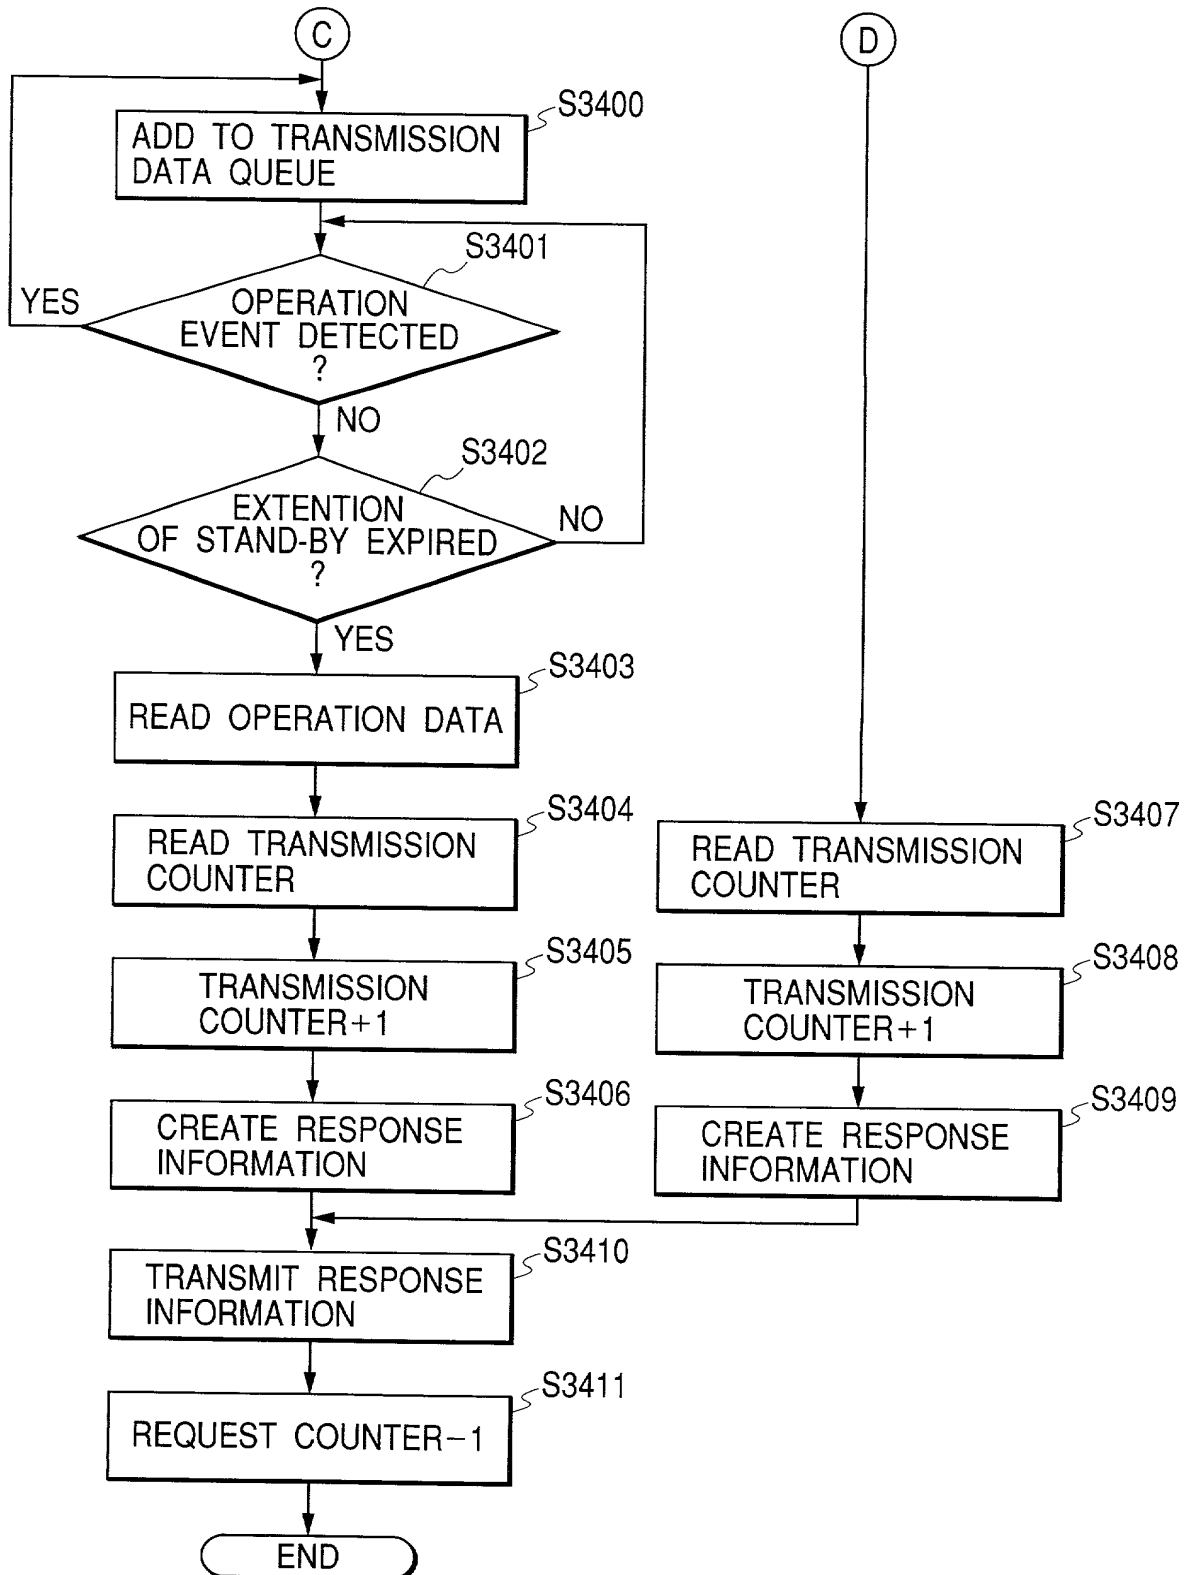 C
D
S3400
ADD TO TRANSMISSION
DATA QUEUE
S3401
YES
OPERATION
EVENT DETECTED
?
NO
S3402
EXTENTION
OF STAND-BY EXPIRED
?
NO
YES
S3403
READ OPERATION DATA
S3404
READ TRANSMISSION
COUNTER
S3407
READ TRANSMISSION
COUNTER
S3405
TRANSMISSION
COUNTER+1
S3408
TRANSMISSION
COUNTER+1
S3406
CREATE RESPONSE
INFORMATION
S3409
CREATE RESPONSE
INFORMATION
S3410
TRANSMIT RESPONSE
INFORMATION
S3411
REQUEST COUNTER−1
END